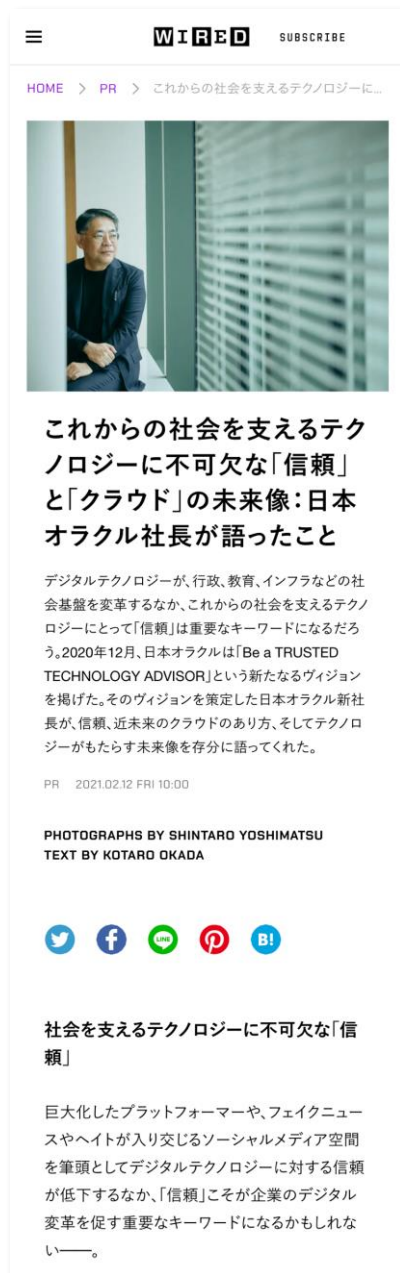 WIRED SUBSCRIBE
HOME > PR > これからの社会を支えるテクノロジーに...
これからの社会を支えるテク
ノロジーに不可欠な「信頼」
と「クラウド」の未来像：日本
オラクル社長が語ったこと
デジタルテクノロジーが、行政、教育、インフラなどの社
会基盤を変革するなか、これからの社会を支えるテクノ
ロジーにとって「信頼」は重要なキーワードになるだろ
う。2020年12月、日本オラクルは「Be a TRUSTED
TECHNOLOGY ADVISOR」という新たなるヴィジョン
を掲げた。そのヴィジョンを策定した日本オラクル新社
長が、信頼、近未来のクラウドのあり方、そしてテクノロ
ジーがもたらす未来像を存分に語ってくれた。
PR 2021.02.12 FRI 10:00
PHOTOGRAPHS BY SHINTARO YOSHIMATSU
TEXT BY KOTARO OKADA
LINE B!
社会を支えるテクノロジーに不可欠な「信
頼」
巨大化したプラットフォーマーや、フェイクニュー
スやヘイトが入り交じるソーシャルメディア空間
を筆頭としてデジタルテクノロジーに対する信頼
が低下するなか、「信頼」こそが企業のデジタル
変革を促す重要なキーワードになるかもしれな
い——。